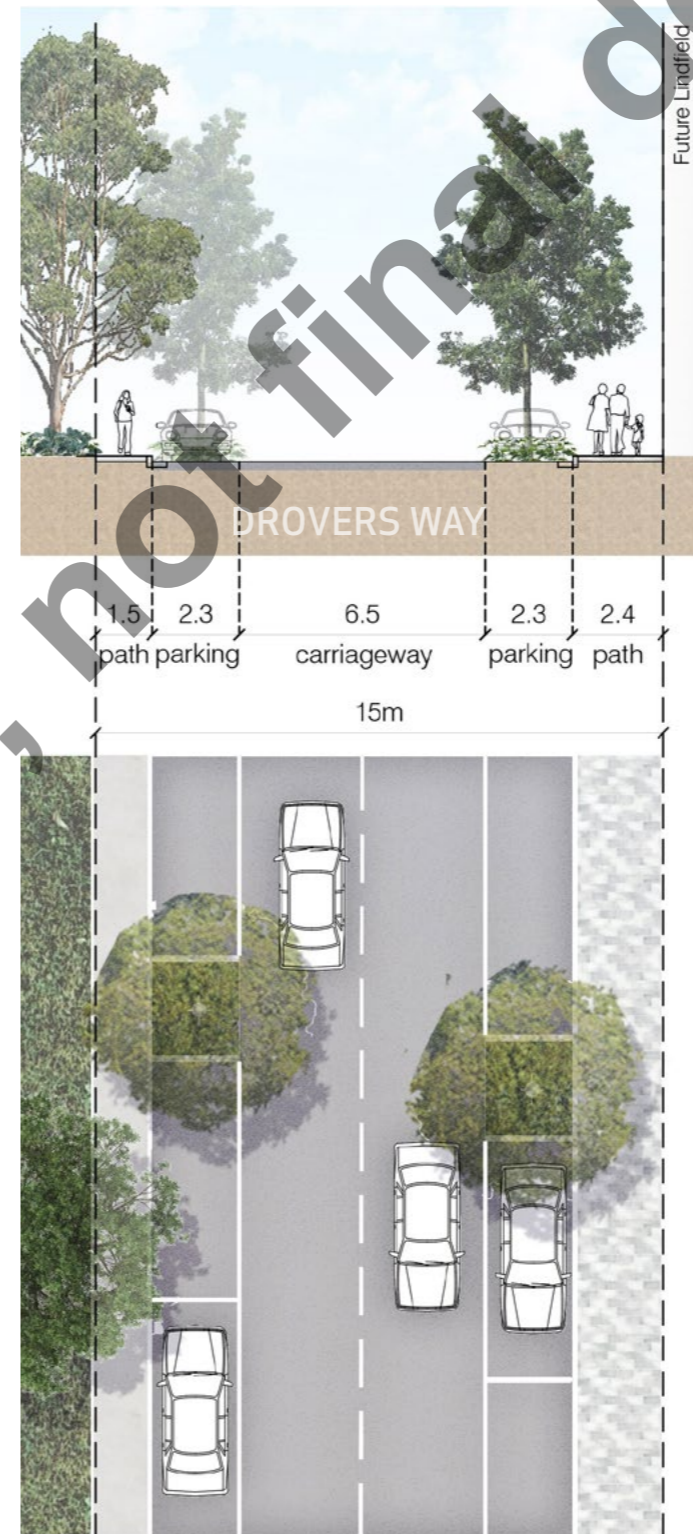 Future Lindfield
, not final d
DROVERS WAY
1.5 2.3 6.5 2.3 2.4
path parking carriageway parking path
15m